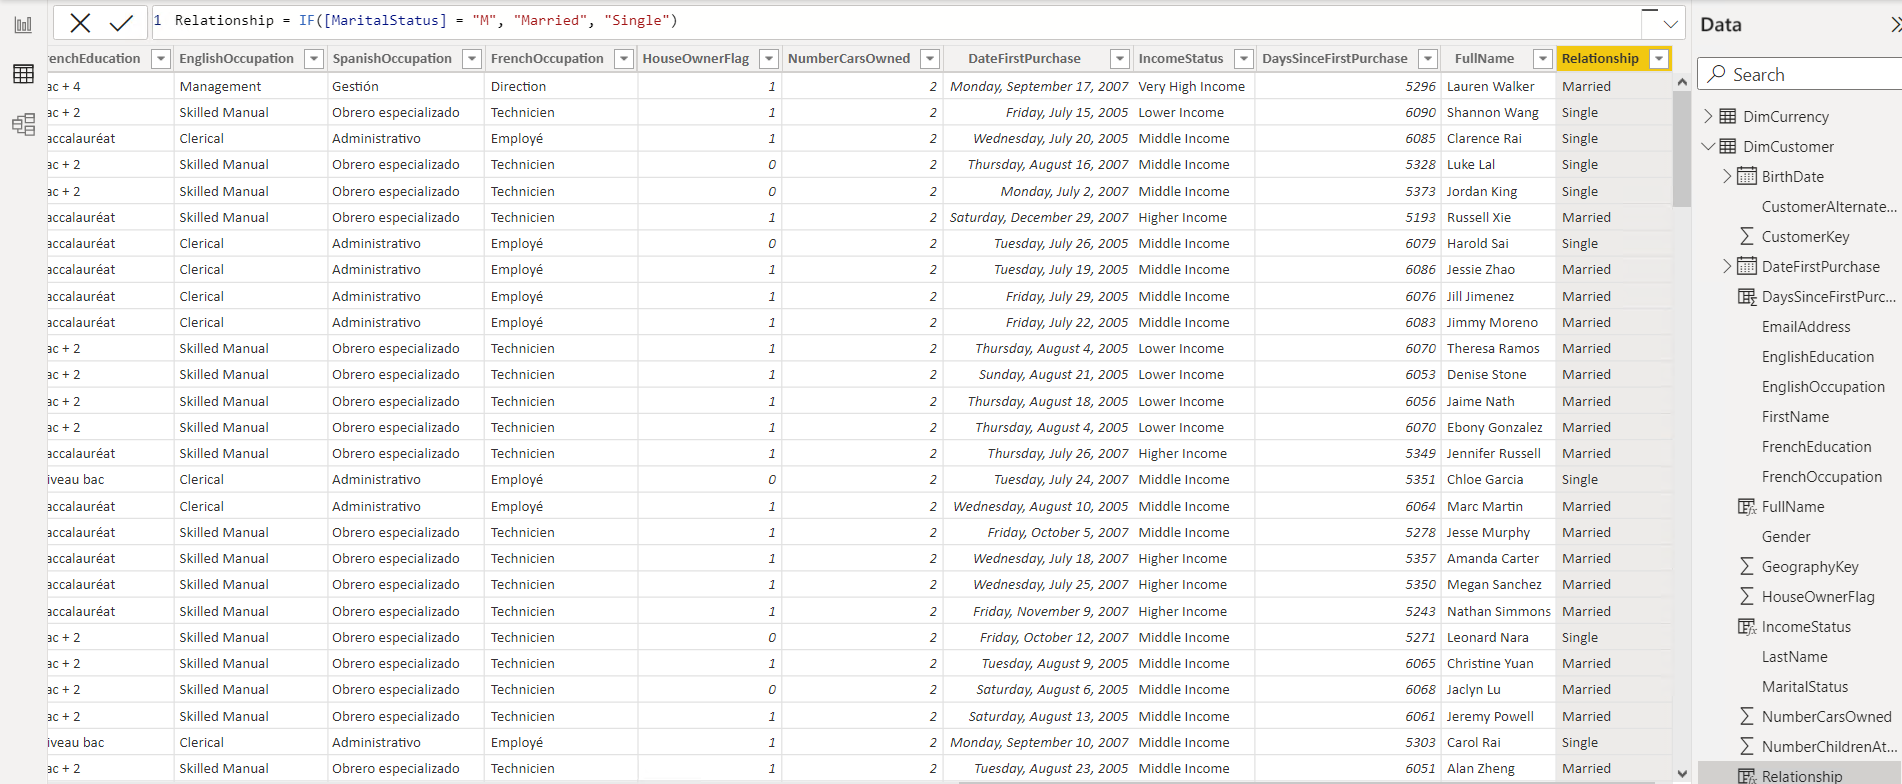 1 Relationship = IF([MaritalStatus] = "M", "Married", "Single")
renchEducation EnglishOccupation SpanishOccupation FrenchOccupation HouseOwnerFlag NumberCarsOwned DateFirstPurchase IncomeStatus DaysSinceFirstPurchase FullName Relationship
ac + 4 Management Gestión Direction 1 2 Monday, September 17, 2007 Very High Income 5296 Lauren Walker Married
ac + 2 Skilled Manual Obrero especializado Technicien 1 2 Friday, July 15, 2005 Lower Income 6090 Shannon Wang Single
accalauréat Clerical Administrativo Employé 1 2 Wednesday, July 20, 2005 Middle Income 6085 Clarence Rai Single
ac + 2 Skilled Manual Obrero especializado Technicien 0 2 Thursday, August 16, 2007 Middle Income 5328 Luke Lal Single
ac + 2 Skilled Manual Obrero especializado Technicien 0 2 Monday, July 2, 2007 Middle Income 5373 Jordan King Single
accalauréat Skilled Manual Obrero especializado Technicien 1 2 Saturday, December 29, 2007 Higher Income 5193 Russell Xie Married
accalauréat Clerical Administrativo Employé 0 2 Tuesday, July 26, 2005 Middle Income 6079 Harold Sai Single
accalauréat Clerical Administrativo Employé 1 2 Tuesday, July 19, 2005 Middle Income 6086 Jessie Zhao Married
accalauréat Clerical Administrativo Employé 1 2 Friday, July 29, 2005 Middle Income 6076 Jill Jimenez Married
accalauréat Clerical Administrativo Employé 1 2 Friday, July 22, 2005 Middle Income 6083 Jimmy Moreno Married
ac + 2 Skilled Manual Obrero especializado Technicien 1 2 Thursday, August 4, 2005 Lower Income 6070 Theresa Ramos Married
ac + 2 Skilled Manual Obrero especializado Technicien 1 2 Sunday, August 21, 2005 Lower Income 6053 Denise Stone Married
ac + 2 Skilled Manual Obrero especializado Technicien 1 2 Thursday, August 18, 2005 Lower Income 6056 Jaime Nath Married
ac + 2 Skilled Manual Obrero especializado Technicien 1 2 Thursday, August 4, 2005 Lower Income 6070 Ebony Gonzalez Married
accalauréat Skilled Manual Obrero especializado Technicien 1 2 Thursday, July 26, 2007 Higher Income 5349 Jennifer Russell Married
iveau bac Clerical Administrativo Employé 0 2 Tuesday, July 24, 2007 Middle Income 5351 Chloe Garcia Single
accalauréat Clerical Administrativo Employé 1 2 Wednesday, August 10, 2005 Middle Income 6064 Marc Martin Married
accalauréat Skilled Manual Obrero especializado Technicien 1 2 Friday, October 5, 2007 Middle Income 5278 Jesse Murphy Married
accalauréat Skilled Manual Obrero especializado Technicien 1 2 Wednesday, July 18, 2007 Higher Income 5357 Amanda Carter Married
accalauréat Skilled Manual Obrero especializado Technicien 1 2 Wednesday, July 25, 2007 Higher Income 5350 Megan Sanchez Married
accalauréat Skilled Manual Obrero especializado Technicien 1 2 Friday, November 9, 2007 Higher Income 5243 Nathan Simmons Married
ac + 2 Skilled Manual Obrero especializado Technicien 0 2 Friday, October 12, 2007 Middle Income 5271 Leonard Nara Single
ac + 2 Skilled Manual Obrero especializado Technicien 1 2 Tuesday, August 9, 2005 Middle Income 6065 Christine Yuan Married
ac + 2 Skilled Manual Obrero especializado Technicien 0 2 Saturday, August 6, 2005 Middle Income 6068 Jaclyn Lu Married
ac + 2 Skilled Manual Obrero especializado Technicien 1 2 Saturday, August 13, 2005 Middle Income 6061 Jeremy Powell Married
iveau bac Clerical Administrativo Employé 1 2 Monday, September 10, 2007 Middle Income 5303 Carol Rai Single
ac + 2 Skilled Manual Obrero especializado Technicien 1 2 Tuesday, August 23, 2005 Middle Income 6051 Alan Zheng Married
Data
Search
DimCurrency
DimCustomer
BirthDate
CustomerAlternate...
CustomerKey
DateFirstPurchase
DaysSinceFirstPurc...
EmailAddress
EnglishEducation
EnglishOccupation
FirstName
FrenchEducation
FrenchOccupation
FullName
Gender
GeographyKey
HouseOwnerFlag
IncomeStatus
LastName
MaritalStatus
NumberCarsOwned
NumberChildrenAt...
Relationship